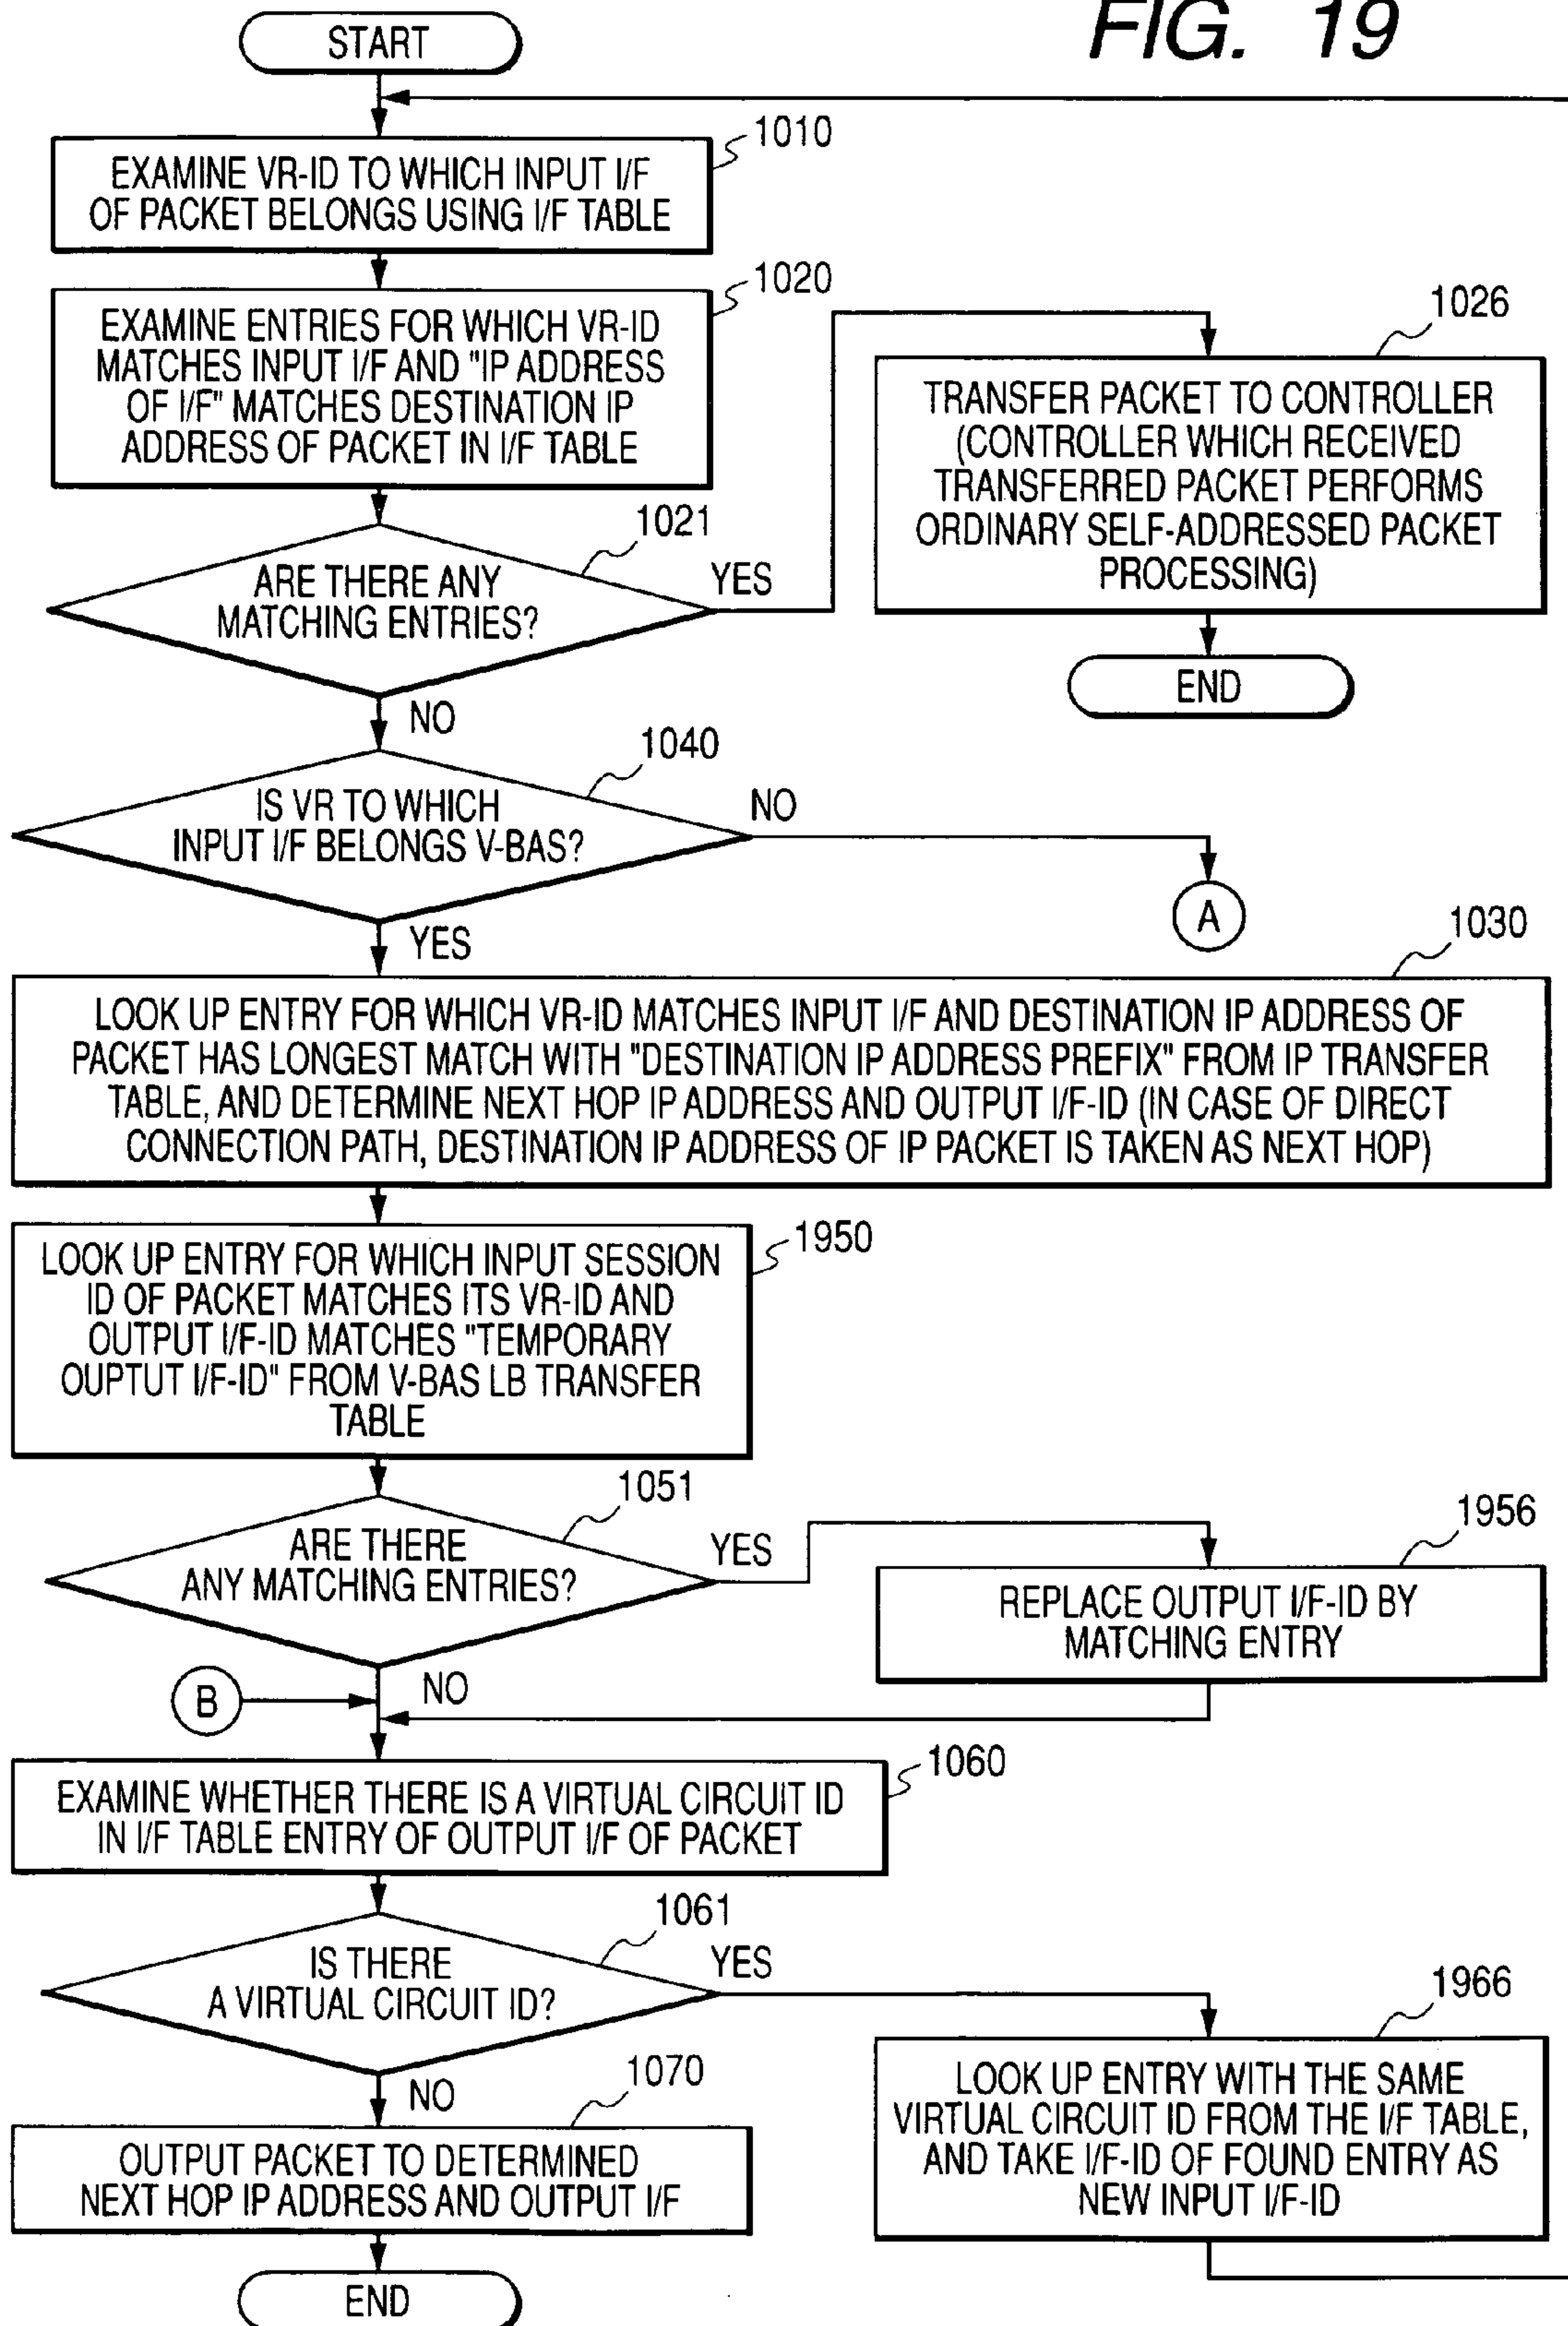 FIG. 19
START
1010
EXAMINE VR-ID TO WHICH INPUT I/F
OF PACKET BELONGS USING I/F TABLE
1020
EXAMINE ENTRIES FOR WHICH VR-ID
MATCHES INPUT I/F AND "IP ADDRESS
OF I/F" MATCHES DESTINATION IP
ADDRESS OF PACKET IN I/F TABLE
1026
TRANSFER PACKET TO CONTROLLER
(CONTROLLER WHICH RECEIVED
TRANSFERRED PACKET PERFORMS
ORDINARY SELF-ADDRESSED PACKET
PROCESSING)
1021
ARE THERE ANY
MATCHING ENTRIES?
YES
END
NO
1040
IS VR TO WHICH
INPUT I/F BELONGS V-BAS?
NO
A
YES
1030
LOOK UP ENTRY FOR WHICH VR-ID MATCHES INPUT I/F AND DESTINATION IP ADDRESS OF
PACKET HAS LONGEST MATCH WITH "DESTINATION IP ADDRESS PREFIX" FROM IP TRANSFER
TABLE, AND DETERMINE NEXT HOP IP ADDRESS AND OUTPUT I/F-ID (IN CASE OF DIRECT
CONNECTION PATH, DESTINATION IP ADDRESS OF IP PACKET IS TAKEN AS NEXT HOP)
1950
LOOK UP ENTRY FOR WHICH INPUT SESSION
ID OF PACKET MATCHES ITS VR-ID AND
OUTPUT I/F-ID MATCHES "TEMPORARY
OUPTUT I/F-ID" FROM V-BAS LB TRANSFER
TABLE
1051
ARE THERE
ANY MATCHING ENTRIES?
YES
1956
REPLACE OUTPUT I/F-ID BY
MATCHING ENTRY
B
NO
1060
EXAMINE WHETHER THERE IS A VIRTUAL CIRCUIT ID
IN I/F TABLE ENTRY OF OUTPUT I/F OF PACKET
1061
IS THERE
A VIRTUAL CIRCUIT ID?
YES
1966
LOOK UP ENTRY WITH THE SAME
VIRTUAL CIRCUIT ID FROM THE I/F TABLE,
AND TAKE I/F-ID OF FOUND ENTRY AS
NEW INPUT I/F-ID
NO
1070
OUTPUT PACKET TO DETERMINED
NEXT HOP IP ADDRESS AND OUTPUT I/F
END